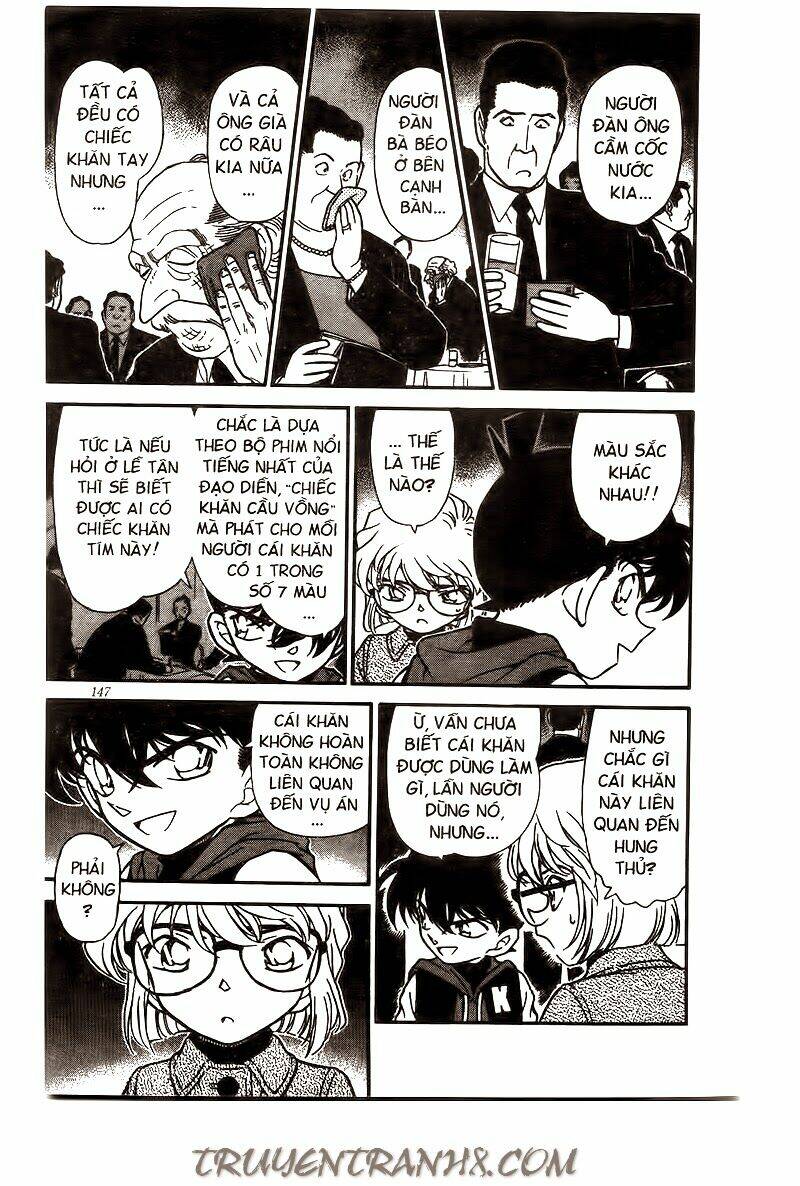 NGƯỜI
ĐÀN ÔNG
CẦM CỐC
NƯỚC
KIA...
NGƯỜI
ĐÀN
BÀ BÉO
Ở BÊN
CẠNH
BÀN...
VÀ CẢ
ÔNG GIÀ
CÓ RÂU
KIA NỮA
...
TẤT CẢ
ĐỀU CÓ
CHIẾC
KHĂN TAY
NHƯNG
...
MÀU SẮC
KHÁC
NHAU!!
... THẾ
LÀ THẾ
NÀO?
CHẮC LÀ DỰA
THEO BỘ PHIM NỔI
TIẾNG NHẤT CỦA
ĐẠO DIỄN, "CHIẾC
KHĂN CẦU VỒNG"
MÀ PHÁT CHO MỖI
NGƯỜI CÁI KHĂN
CÓ 1 TRONG
SỐ 7 MÀU
...
TỨC LÀ NẾU
HỎI Ở LỄ TÂN
THÌ SẼ BIẾT
ĐƯỢC AI CÓ
CHIẾC KHĂN
TÍM NÀY!
147
NHƯNG
CHẮC GÌ
CÁI KHĂN
NÀY LIÊN
QUAN ĐẾN
HUNG
THỦ?
Ừ, VẪN CHƯA
BIẾT CÁI KHĂN
ĐƯỢC DÙNG LÀM
GÌ, LẪN NGƯỜI
DÙNG NÓ,
NHƯNG...
K
CÁI KHĂN
KHÔNG HOÀN
TOÀN KHÔNG
LIÊN QUAN
ĐẾN VỤ ÁN
...
PHẢI
KHÔNG
?
TRUYENTRANH8.COM